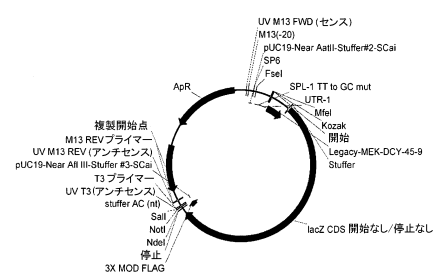 UV M13 FWD (センス)
M13(-20)
pUC19-Near AatII-Stuffer#2-SCai
SP6
FseI
SPL-1 TT to GC mut
UTR-1
MfeI
Kozak
開始
Legacy-MEK-DCY-45-9
Stuffer
lacZ CDS 開始なし/停止なし
ApR
複製開始点
M13 REVプライマー
UV M13 REV (アンチセンス)
pUC19-Near Afl III-Stuffer #3-SCai
T3プライマー
UV T3(アンチセンス)
stuffer AC (nt)
SalI
NotI
NdeI
停止
3X MOD FLAG